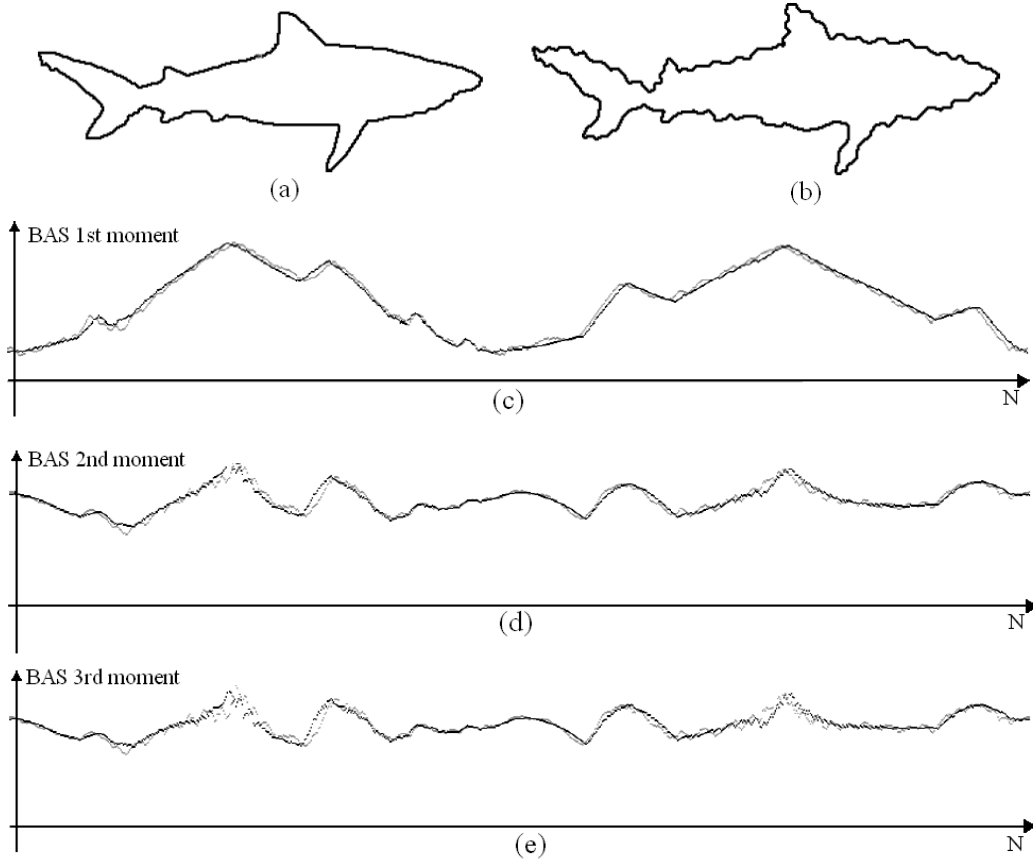 (a)
(b)
BAS 1st moment
N
(c)
BAS 2nd moment
N
(d)
BAS 3rd moment
N
(e)